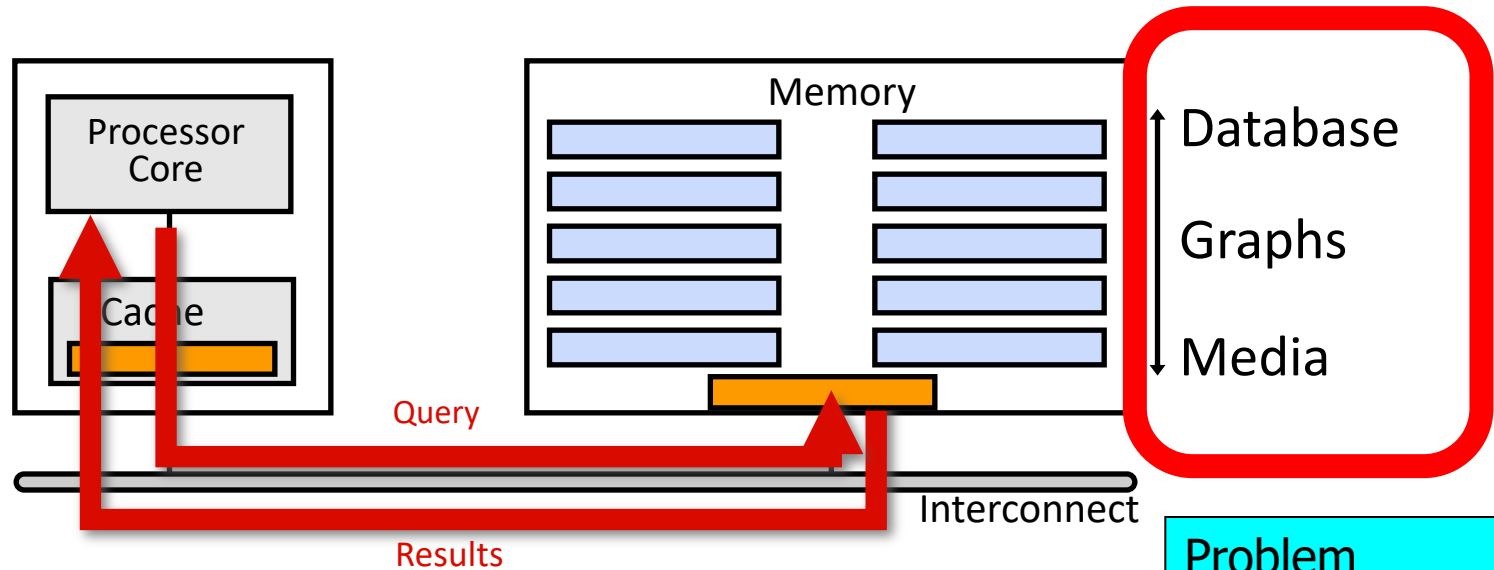 Processor
Core
Cache
Memory
Database
Graphs
Media
Query
Interconnect
Results
Problem